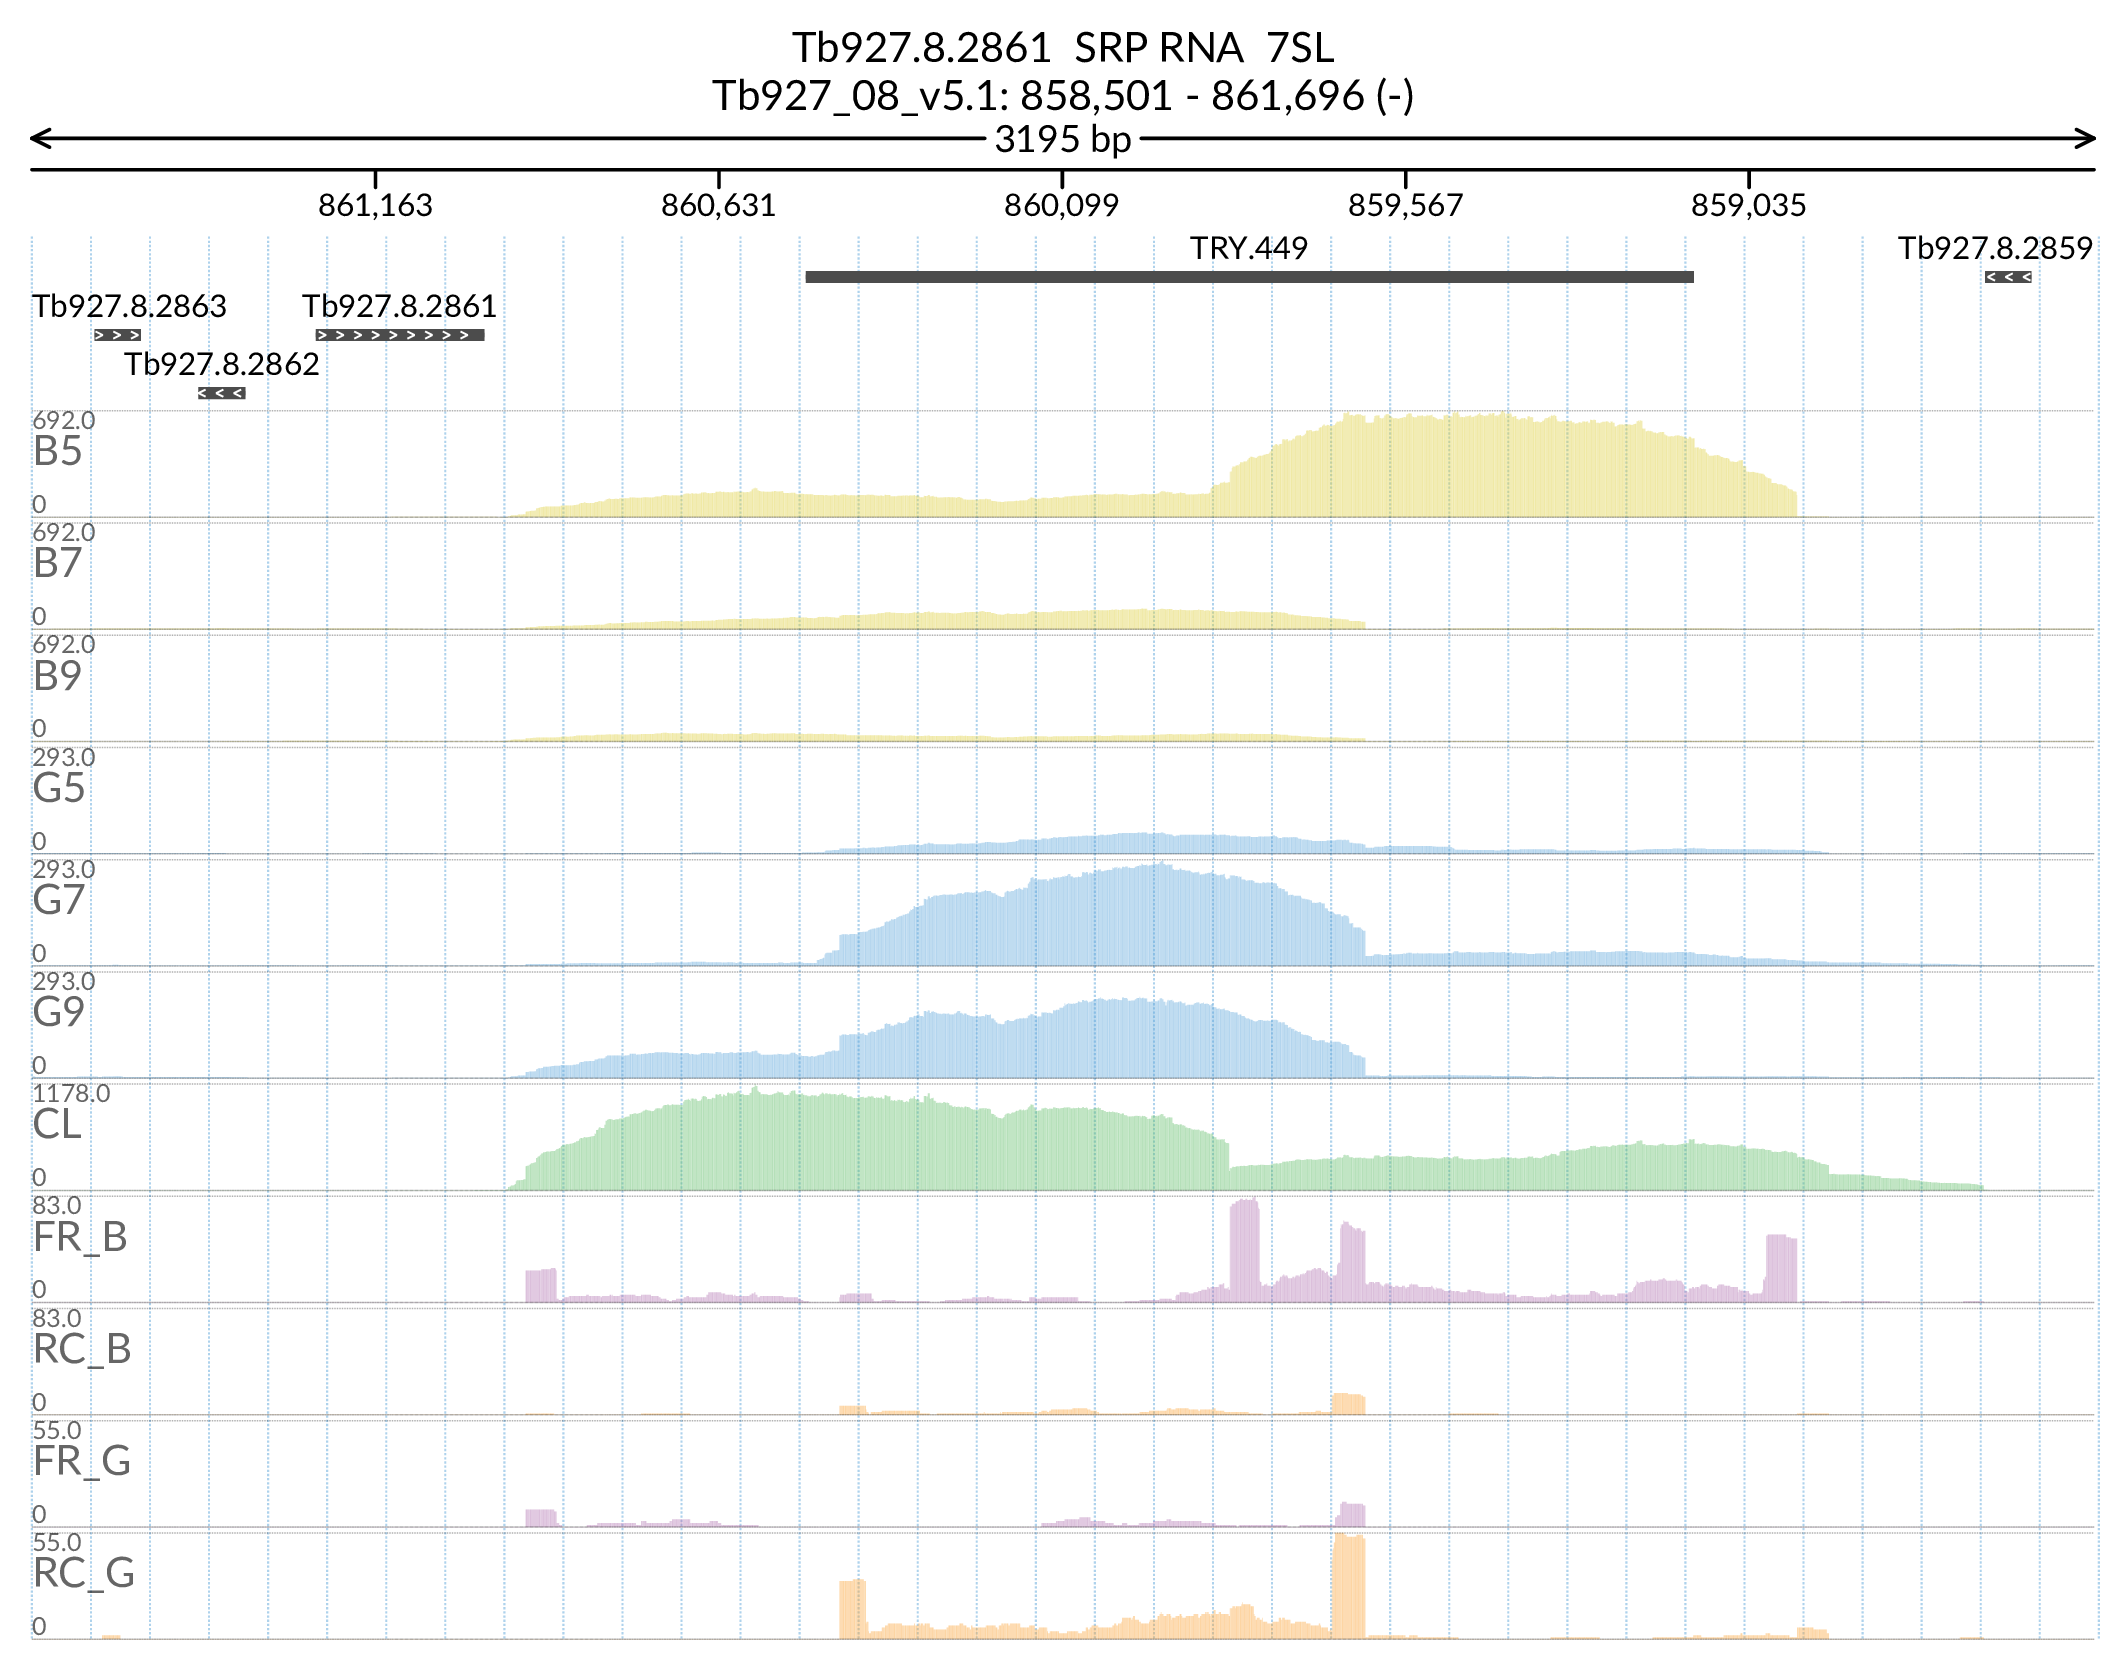 Tb927.8.2861  SRP RNA  7SL
Tb927_08_v5.1: 858,501 - 861,696 (-)
3195 bp
861,163 860,631 860,099 859,567 859,035
TRY.449 Tb927.8.2859
< < <
Tb927.8.2863 Tb927.8.2861
> > > > > > > > > > > >
Tb927.8.2862
< < <
692.0
B5
0
692.0
B7
0
692.0
B9
0
293.0
G5
0
293.0
G7
0
293.0
G9
0
1178.0
CL
0
83.0
FR_B
0
83.0
RC_B
0
55.0
FR_G
0
55.0
RC_G
0